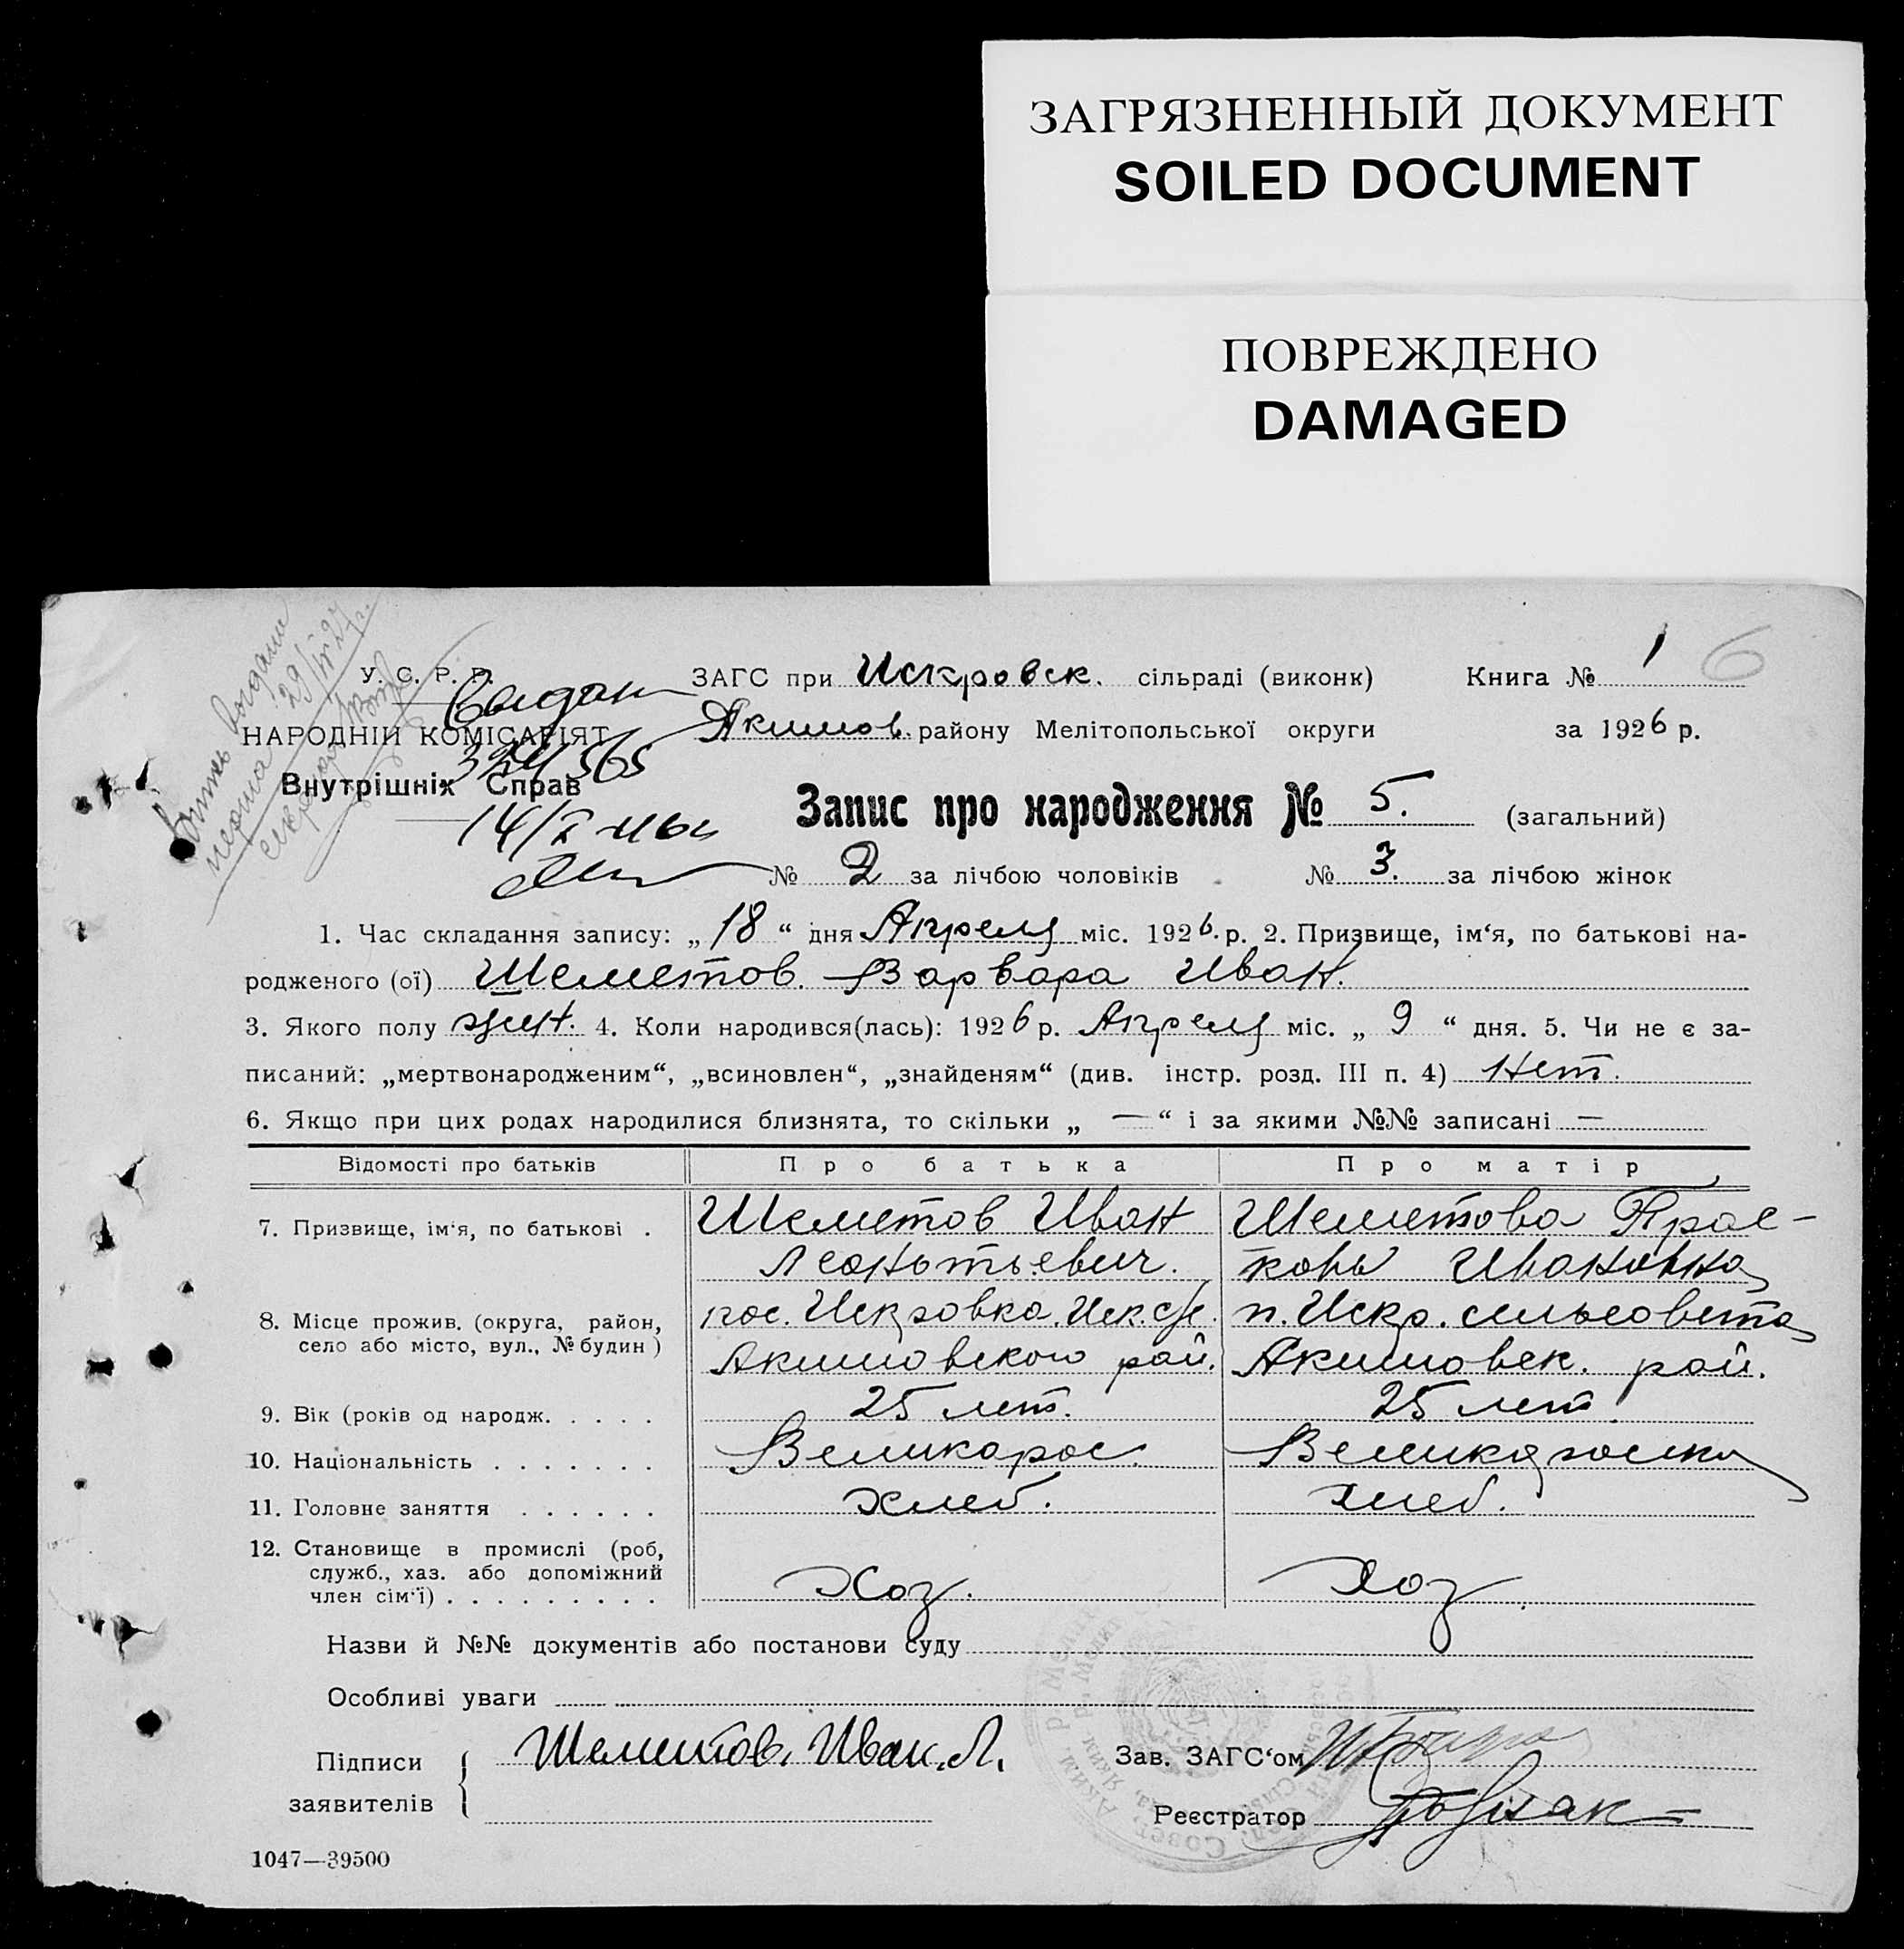 ЗАГРЯЗНЕННЫЙ ДОКУМЕНТ
SOILED DOCUMENT
ПОВРЕЖДЕНО
DAMAGED
У. С. Р. Р. ЗАГС при Искровск. сільраді (виконк) Книга № 1 6
НАРОДНІЙ КОМІСАРІЯТ Акимов. району Мелітопольської округи за 1926 р.
Внутрішніх Справ
Запис про народження № 5. (загальний)
№ 2 за лічбою чоловіків № 3. за лічбою жінок
1. Час складання запису: „18“ дня Апреля міс. 1926. р. 2. Призвище, ім‘я, по батькові на-
родженого (ої) Шеметов. Варвара Иван.
3. Якого полу жен. 4. Коли народився(лась): 1926 р. Апреля міс. „ 9 “ дня. 5. Чи не є за-
писаний: „мертвонародженим“, „всиновлен“, „знайденям“ (див. інстр. розд. III п. 4) Нет.
6. Якщо при цих родах народилися близнята, то скільки „ — “ і за якими №№ записані —
Відомості про батьків Про батька Про матір
7. Призвище, ім‘я, по батькові . Шеметов Иван Шеметова Прас-
Леонтьевич. ковья Ивановна
8. Місце прожив. (округа, район, пос. Искровка, Иск. с/с. п. Искр. сельсовета
село або місто, вул., № будин) Акимовского рай. Акимовск. рай.
9. Вік (років од народж. . . . . 25 лет. 25 лет.
10. Національність . . . . . . . Великорос. Великоросска
11. Головне заняття . . . . . . хлеб. хлеб.
12. Становище в промислі (роб,
служб., хаз. або допоміжний
член сім‘ї) . . . . . . . . . Хоз. Хоз.
Назви й №№ документів або постанови суду
Особливі уваги
Підписи Шеметов. Иван. Л. Зав. ЗАГС‘ом
заявителів Реєстратор
1047—39500